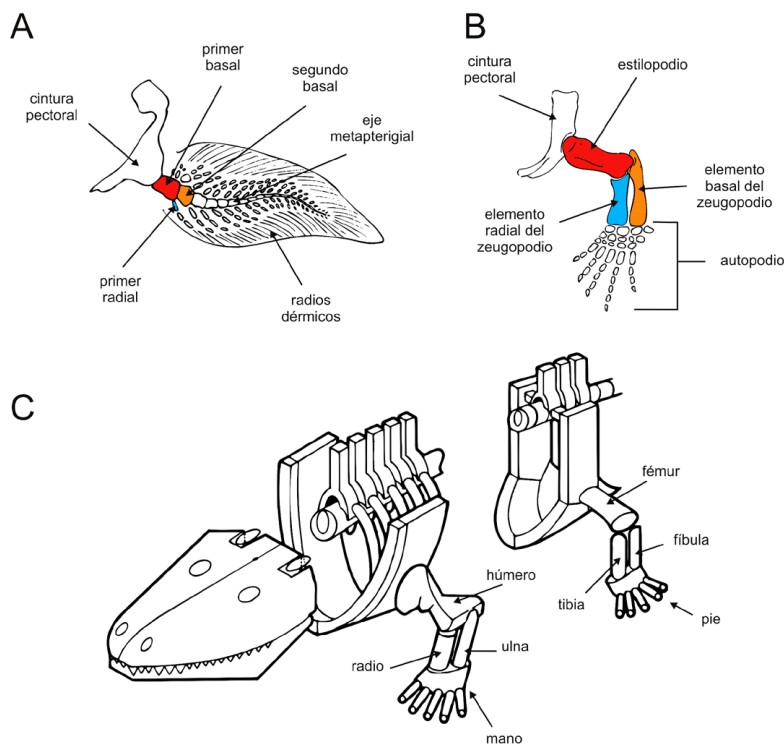 A
primer
basal
segundo
basal
cintura
pectoral
eje
metapterigial
primer
radial
radios
dérmicos
B
cintura
pectoral
estilopodio
elemento
basal del
zeugopodio
elemento
radial del
zeugopodio
autopodio
C
fémur
fíbula
tibia
pie
húmero
ulna
radio
mano